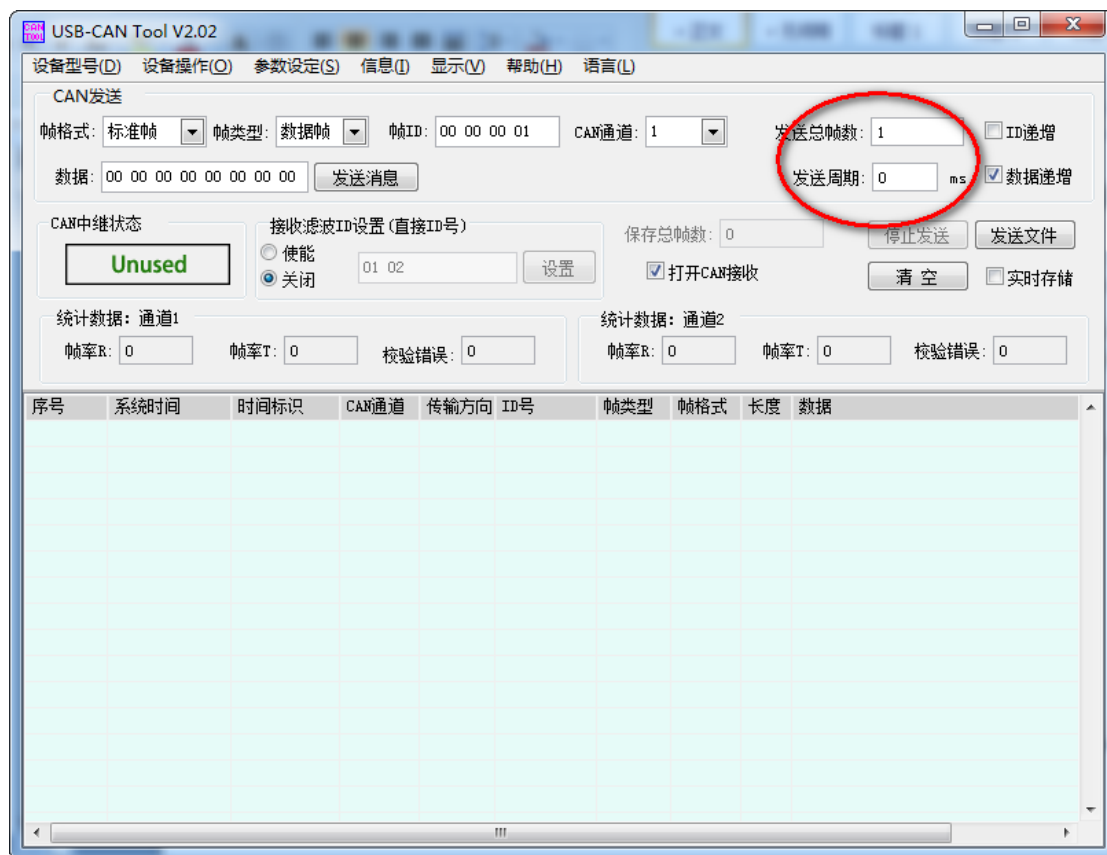 CAN TOOL USB-CAN Tool V2.02
设备型号(D) 设备操作(O) 参数设定(S) 信息(I) 显示(V) 帮助(H) 语言(L)
CAN发送
帧格式: 标准帧 帧类型: 数据帧 帧ID: 00 00 00 01 CAN通道: 1 发送总帧数: 1 ID递增
数据: 00 00 00 00 00 00 00 00 发送消息 发送周期: 0 ms 数据递增
CAN中继状态 接收滤波ID设置(直接ID号)
Unused 使能 关闭 01 02 设置 保存总帧数: 0 停止发送 发送文件
打开CAN接收 清 空 实时存储
统计数据: 通道1 统计数据: 通道2
帧率R: 0 帧率T: 0 校验错误: 0 帧率R: 0 帧率T: 0 校验错误: 0
序号 系统时间 时间标识 CAN通道 传输方向 ID号 帧类型 帧格式 长度 数据